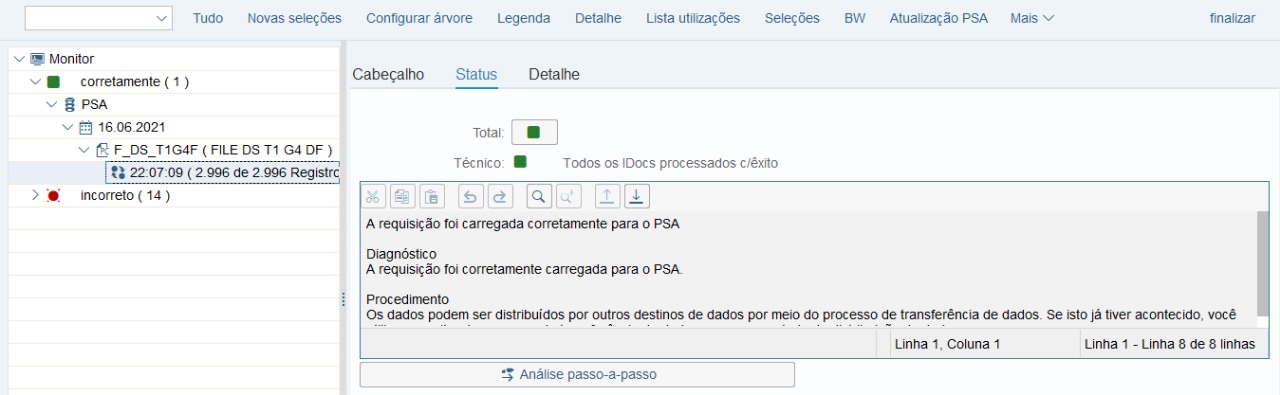 Tudo Novas seleções Configurar árvore Legenda Detalhe Lista utilizações Seleções BW Atualização PSA Mais finalizar
Monitor
corretamente ( 1 )
PSA
16.06.2021
F_DS_T1G4F ( FILE DS T1 G4 DF )
22:07:09 ( 2.996 de 2.996 Registro
incorreto ( 14 )
Cabeçalho Status Detalhe
Total:
Técnico: Todos os IDocs processados c/êxito
A requisição foi carregada corretamente para o PSA
Diagnóstico
A requisição foi corretamente carregada para o PSA.
Procedimento
Os dados podem ser distribuídos por outros destinos de dados por meio do processo de transferência de dados. Se isto já tiver acontecido, você
Linha 1, Coluna 1 Linha 1 - Linha 8 de 8 linhas
Análise passo-a-passo